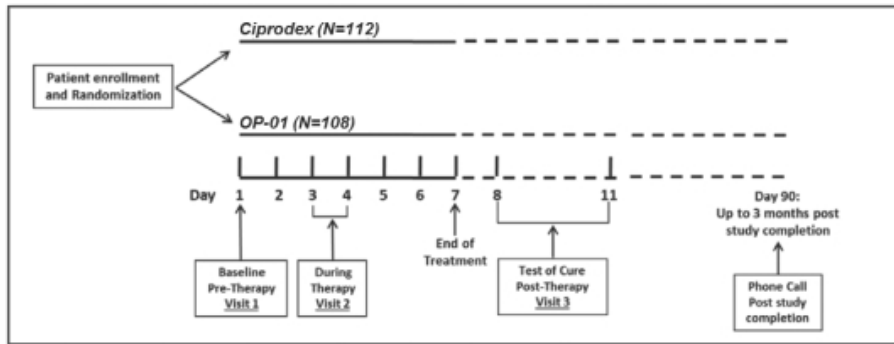 Ciprodex (N=112)
Patient enrollment
and Randomization
OP-01 (N=108)
Day 1 2 3 4 5 6 7 8 11
Day 90:
Up to 3 months post
study completion
End of
Treatment
Baseline
Pre-Therapy
Visit 1
During
Therapy
Visit 2
Test of Cure
Post-Therapy
Visit 3
Phone Call
Post study
completion